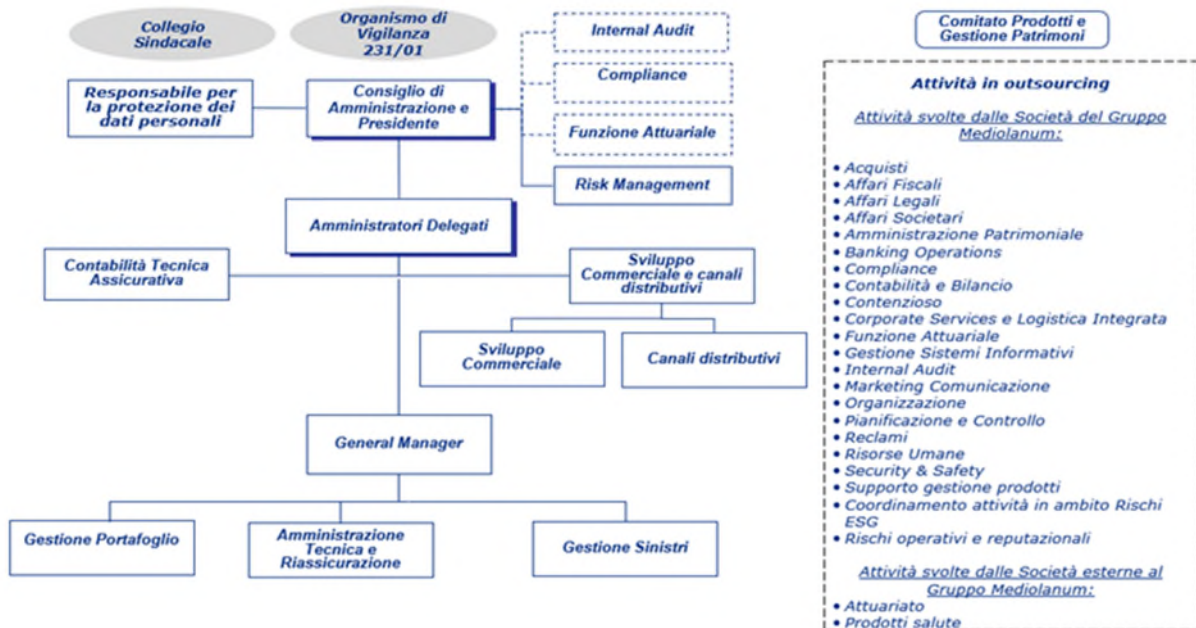 Collegio
Sindacale
Organismo di
Vigilanza
231/01
Internal Audit
Compliance
Funzione Attuariale
Risk Management
Responsabile per
la protezione dei
dati personali
Consiglio di
Amministrazione e
Presidente
Amministratori Delegati
Contabilità Tecnica
Assicurativa
Sviluppo
Commerciale e canali
distributivi
Sviluppo
Commerciale
Canali distributivi
General Manager
Gestione Portafoglio
Amministrazione
Tecnica e
Riassicurazione
Gestione Sinistri
Comitato Prodotti e
Gestione Patrimoni
Attività in outsourcing
Attività svolte dalle Società del Gruppo
Mediolanum:
• Acquisti
• Affari Fiscali
• Affari Legali
• Affari Societari
• Amministrazione Patrimoniale
• Banking Operations
• Compliance
• Contabilità e Bilancio
• Contenzioso
• Corporate Services e Logistica Integrata
• Funzione Attuariale
• Gestione Sistemi Informativi
• Internal Audit
• Marketing Comunicazione
• Organizzazione
• Pianificazione e Controllo
• Reclami
• Risorse Umane
• Security & Safety
• Supporto gestione prodotti
• Coordinamento attività in ambito Rischi
ESG
• Rischi operativi e reputazionali
Attività svolte dalle Società esterne al
Gruppo Mediolanum:
• Attuariato
• Prodotti salute